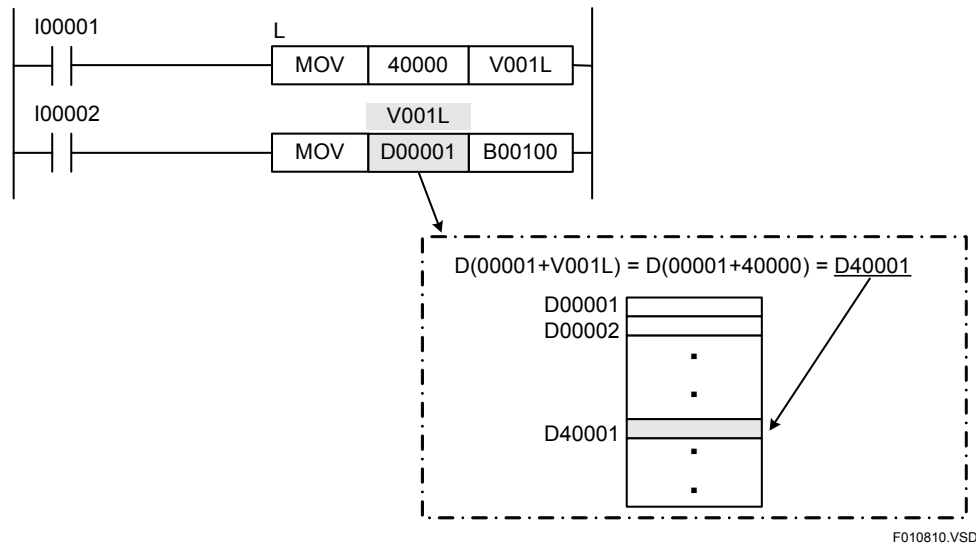 I00001
L
MOV 40000 V001L
I00002
V001L
MOV D00001 B00100
D(00001+V001L) = D(00001+40000) = D40001
D00001
D00002
D40001
F010810.VSD